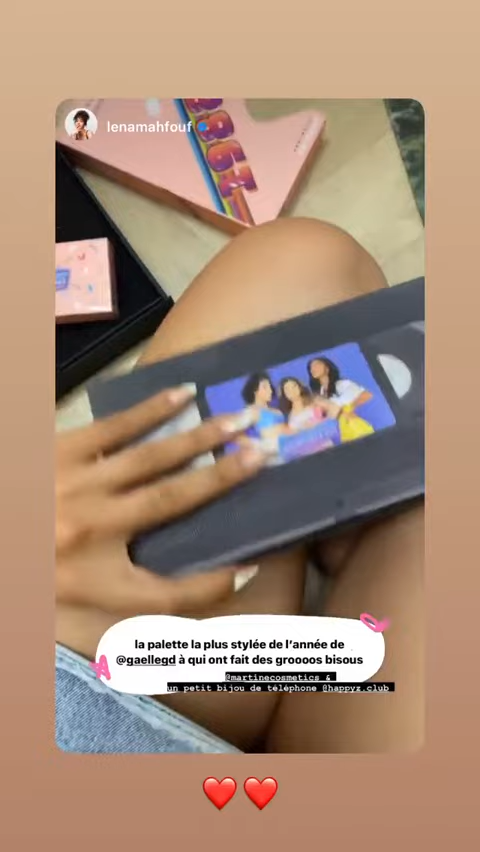 lenamahfouf
la palette la plus stylée de l'année de
@gaellegd à qui ont fait des groooos bisous
@martinecosmetics &
un petit bijou de téléphone @happyz.club